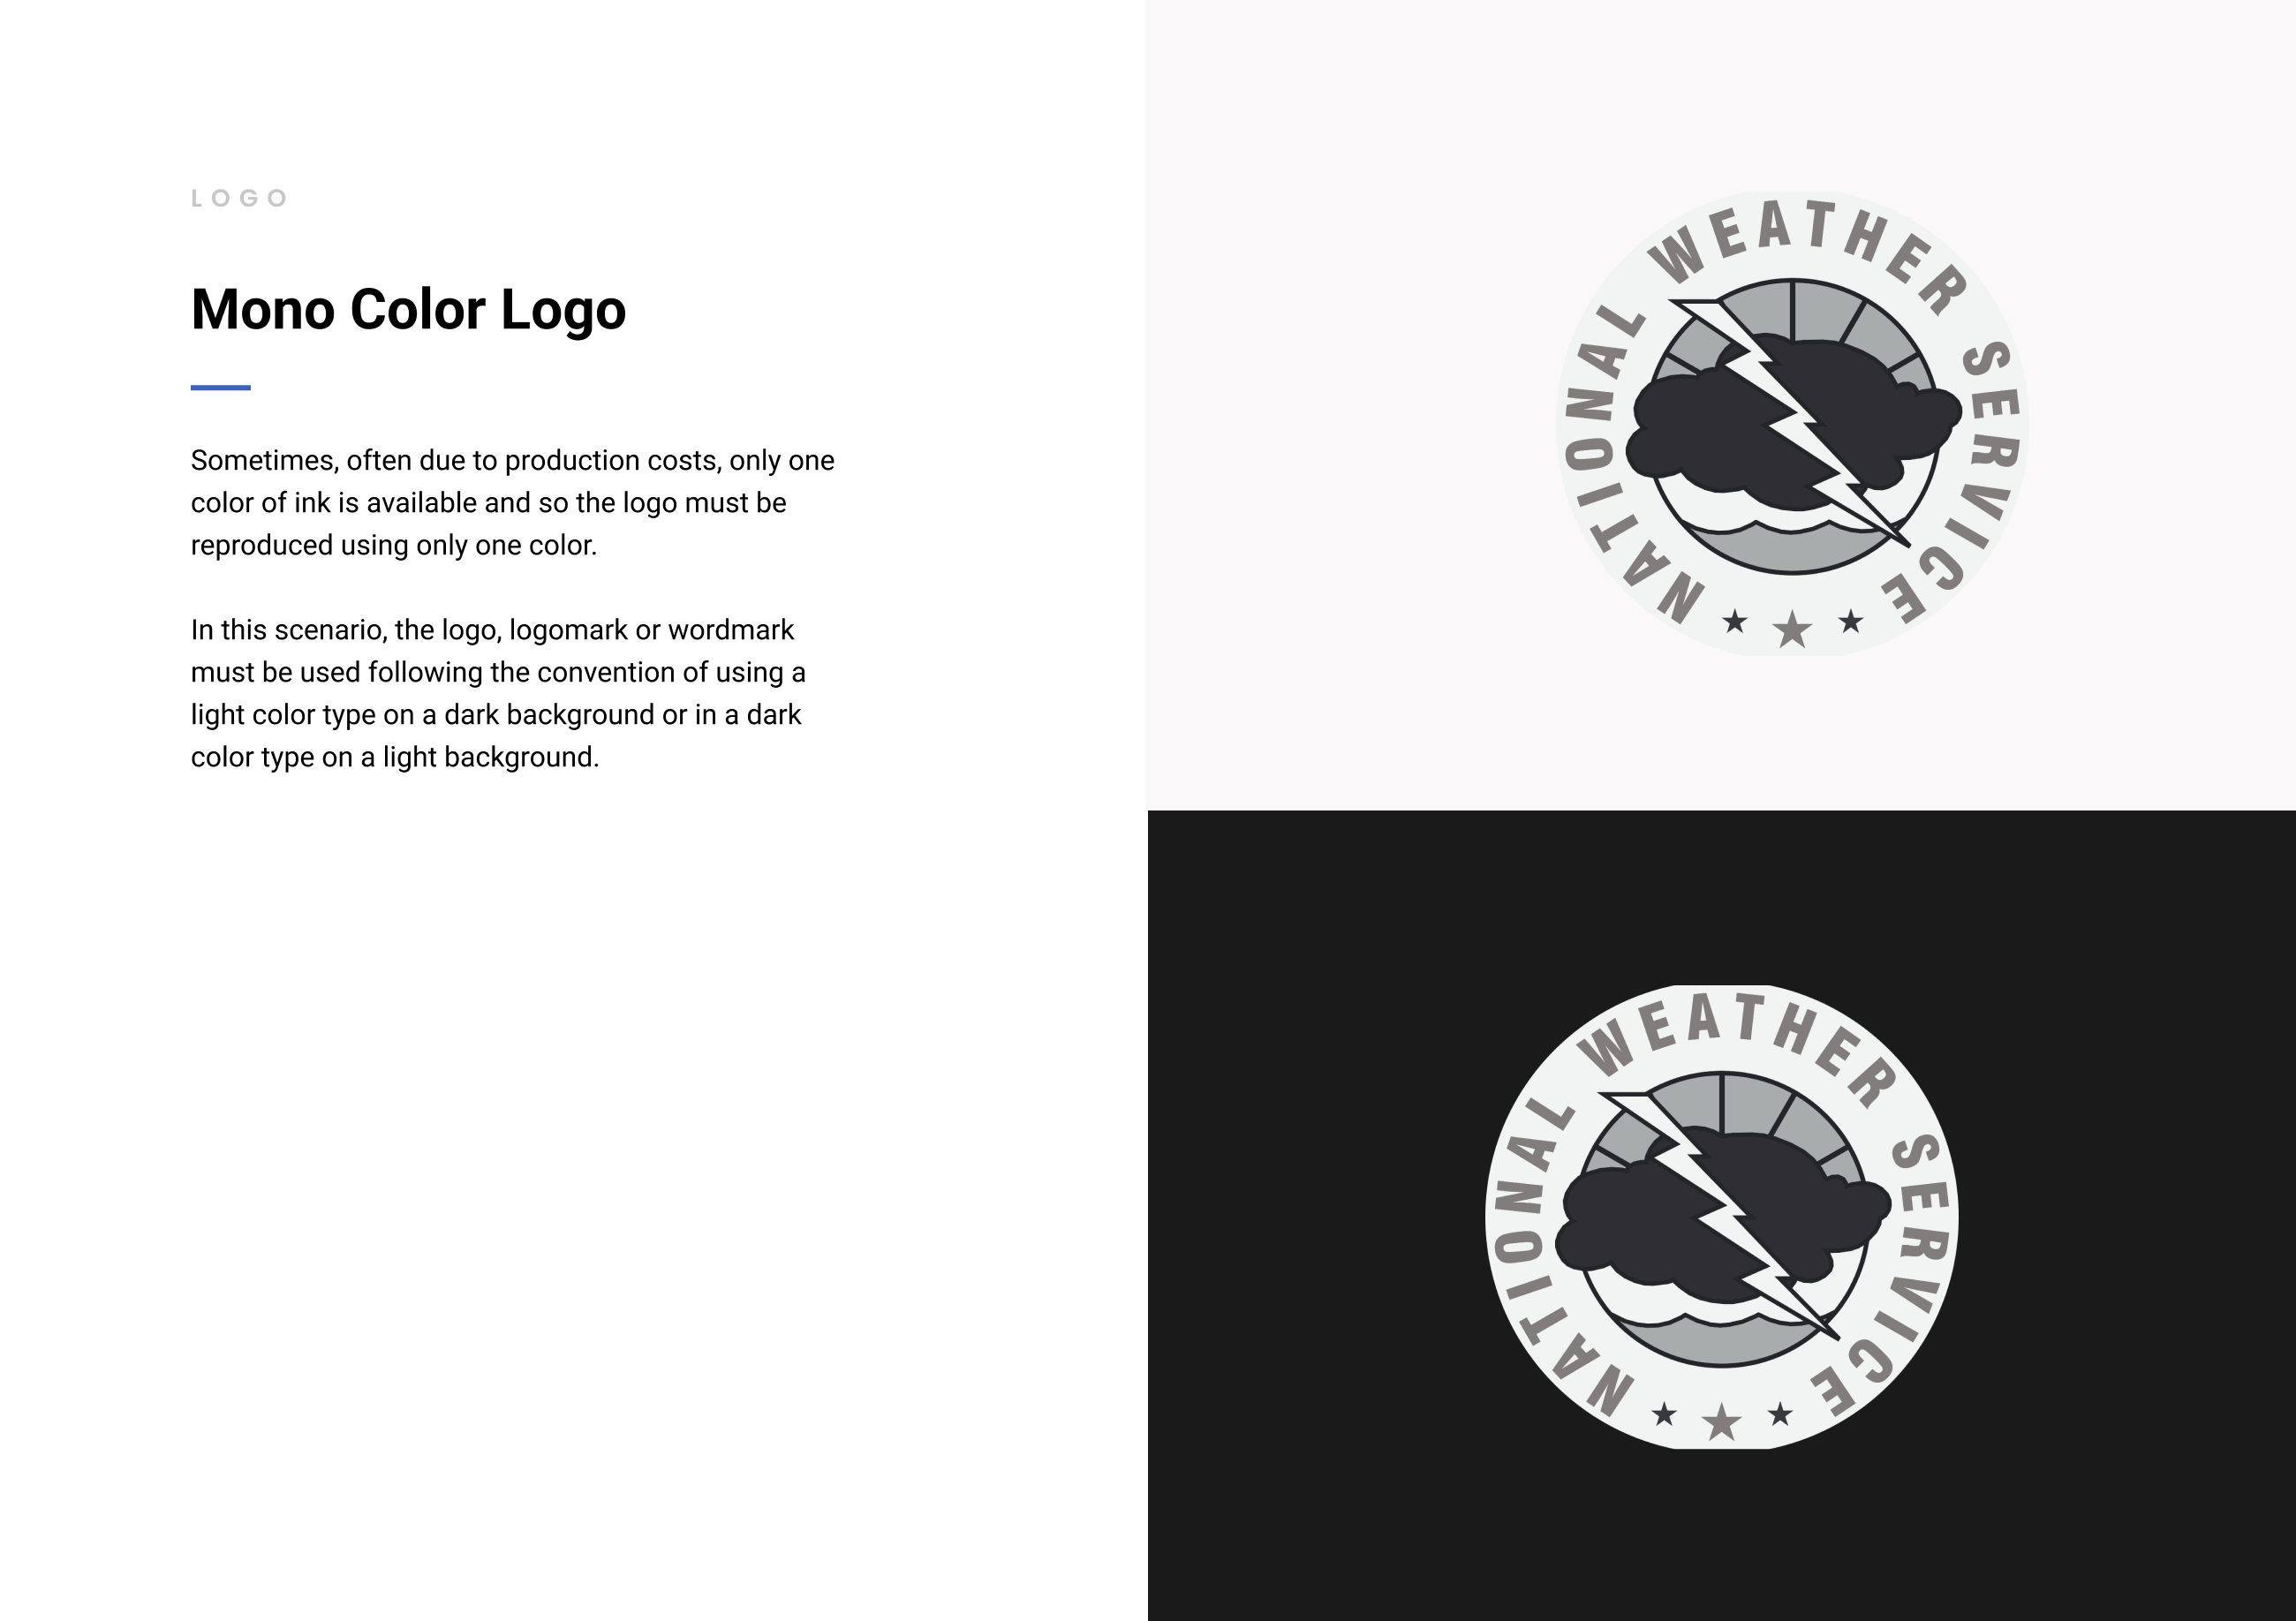 LOGO
Mono Color Logo
Sometimes, often due to production costs, only one
color of ink is available and so the logo must be
reproduced using only one color.
In this scenario, the logo, logomark or wordmark
must be used following the convention of using a
light color type on a dark background or in a dark
color type on a light background.
NATIONAL WEATHER SERVICE
NATIONAL WEATHER SERVICE